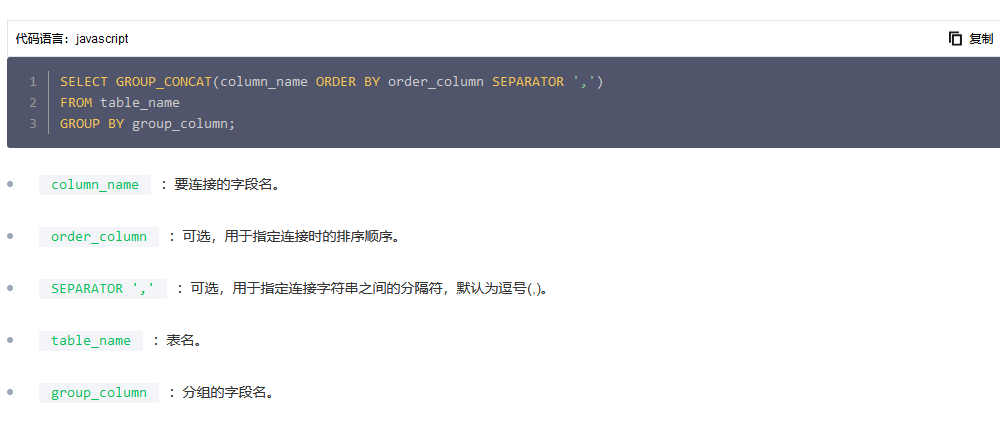 代码语言：javascript
复制
1 SELECT GROUP_CONCAT(column_name ORDER BY order_column SEPARATOR ',')
2 FROM table_name
3 GROUP BY group_column;
column_name ：要连接的字段名。
order_column ：可选，用于指定连接时的排序顺序。
SEPARATOR ',' ：可选，用于指定连接字符串之间的分隔符，默认为逗号(,)。
table_name ：表名。
group_column ：分组的字段名。